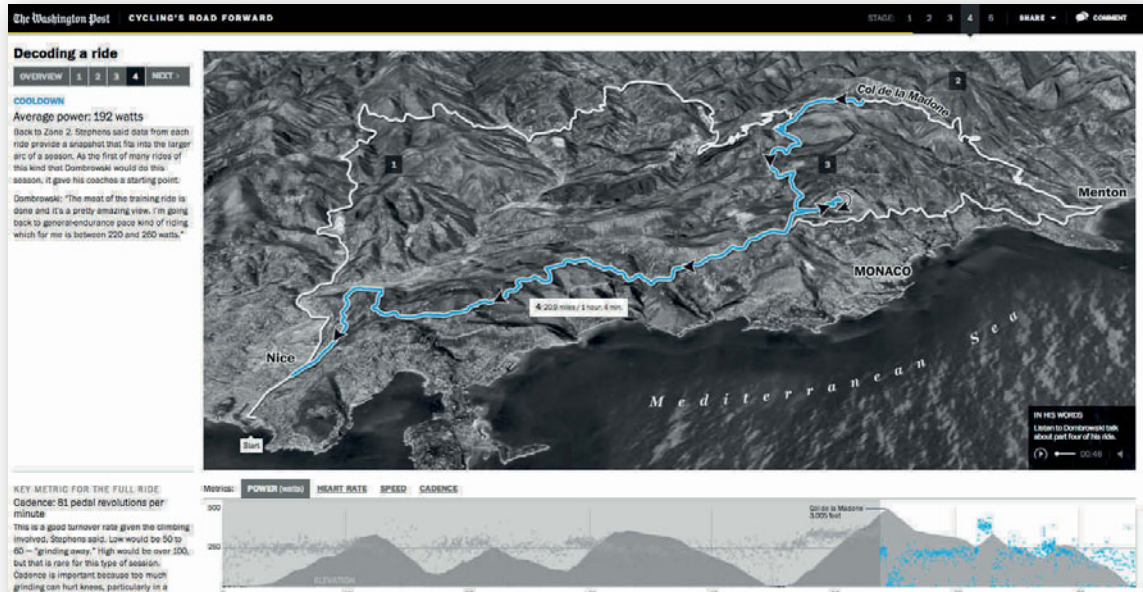 The Washington Post CYCLING'S ROAD FORWARD
STAGE: 1 2 3 4 5 SHARE COMMENT
Decoding a ride
OVERVIEW 1 2 3 4 NEXT ›
COOLDOWN
Average power: 192 watts
Back to Zone 2. Stephens said data from each
ride provide a snapshot that fits into the larger
arc of a season. As the first of many rides of
this kind that Dombrowski would do this
season, it gave his coaches a starting point.
Dombrowski: "The meat of the training ride is
done and it's a pretty amazing view. I'm going
back to general-endurance pace kind of riding
which for me is between 220 and 260 watts."
2
Col de la Madone
1
3
Menton
MONACO
4: 20.9 miles / 1 hour, 4 min.
Nice
Mediterranean Sea
Start
IN HIS WORDS
Listen to Dombrowski talk
about part four of his ride.
00:46
KEY METRIC FOR THE FULL RIDE
Cadence: 81 pedal revolutions per
minute
This is a good turnover rate given the climbing
involved, Stephens said. Low would be 50 to
60 — "grinding away." High would be over 100,
but that is rare for this type of session.
Cadence is important because too much
grinding can hurt knees, particularly in a
Metrics: POWER (watts) HEART RATE SPEED CADENCE
Col de la Madone
3,005 feet
250
ELEVATION